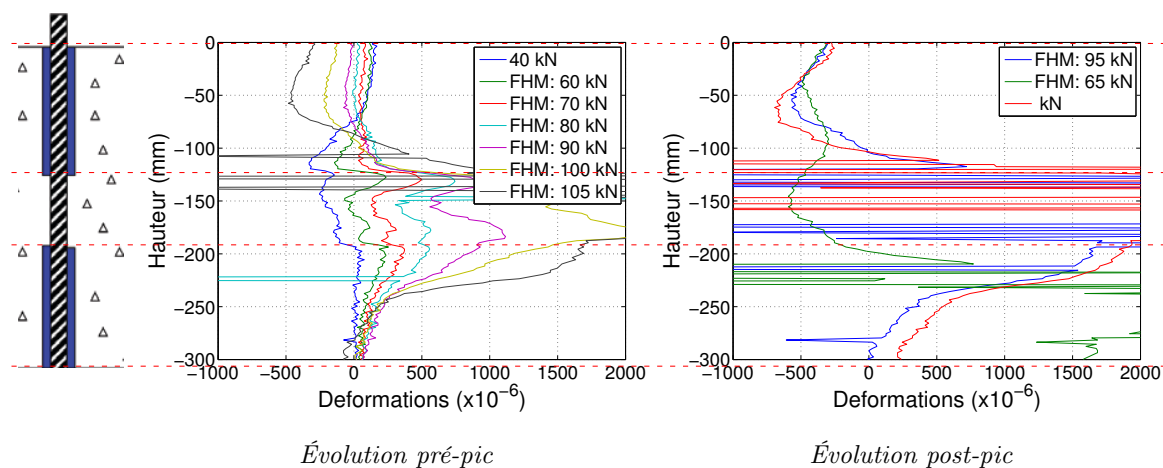 0
−50
−100
−150
−200
−250
−300
Hauteur (mm)
−1000
−500
0
500
1000
1500
2000
Deformations (x10⁻⁶)
40 kN
FHM: 60 kN
FHM: 70 kN
FHM: 80 kN
FHM: 90 kN
FHM: 100 kN
FHM: 105 kN
Évolution pré-pic
0
−50
−100
−150
−200
−250
−300
Hauteur (mm)
−1000
−500
0
500
1000
1500
2000
Deformations (x10⁻⁶)
FHM: 95 kN
FHM: 65 kN
kN
Évolution post-pic